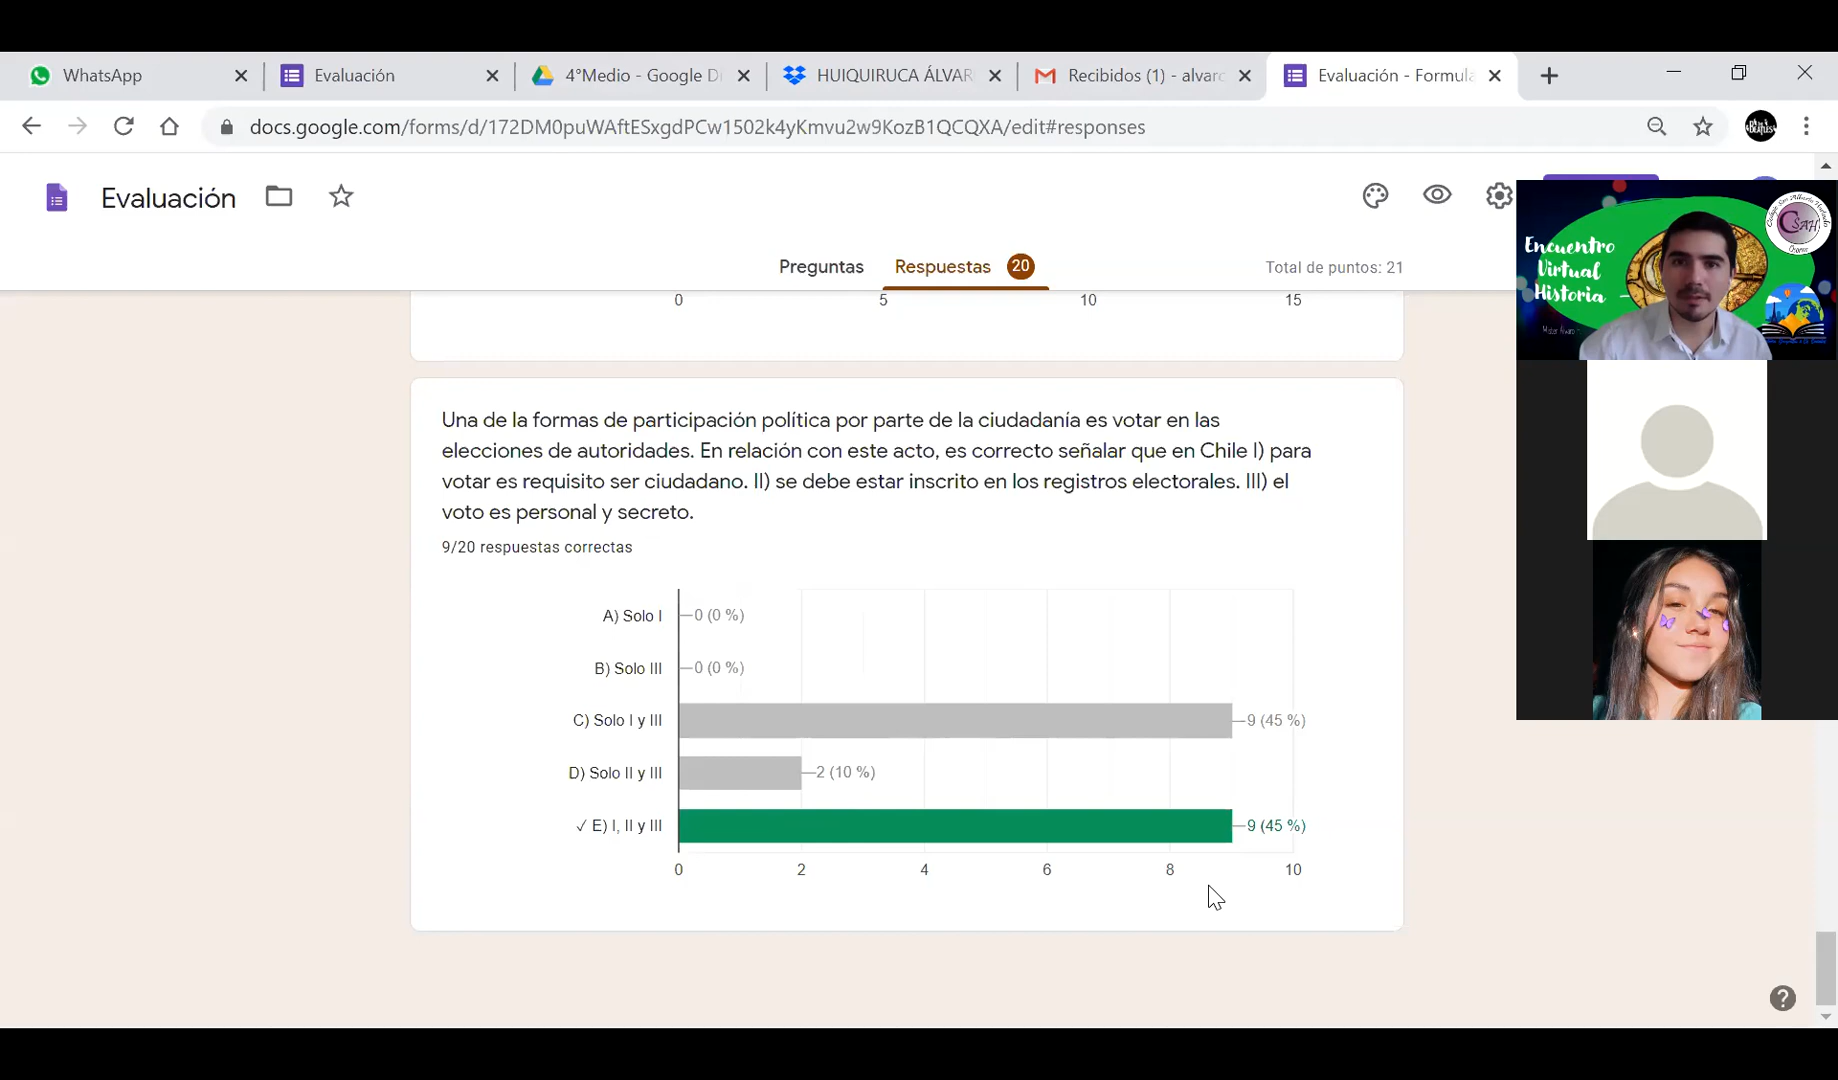 WhatsApp
Evaluación
4°Medio - Google Di
HUIQUIRUCA ÁLVAR
Recibidos (1) - alvaro
Evaluación - Formula
docs.google.com/forms/d/172DM0puWAftESxgdPCw1502k4yKmvu2w9KozB1QCQXA/edit#responses
Evaluación
Preguntas
Respuestas
20
Total de puntos: 21
0
5
10
15
Una de la formas de participación política por parte de la ciudadanía es votar en las
elecciones de autoridades. En relación con este acto, es correcto señalar que en Chile I) para
votar es requisito ser ciudadano. II) se debe estar inscrito en los registros electorales. III) el
voto es personal y secreto.
9/20 respuestas correctas
A) Solo I
0 (0 %)
B) Solo III
0 (0 %)
C) Solo I y III
9 (45 %)
D) Solo II y III
2 (10 %)
✓ E) I, II y III
9 (45 %)
0
2
4
6
8
10
Encuentro
Virtual
Historia
CSAH